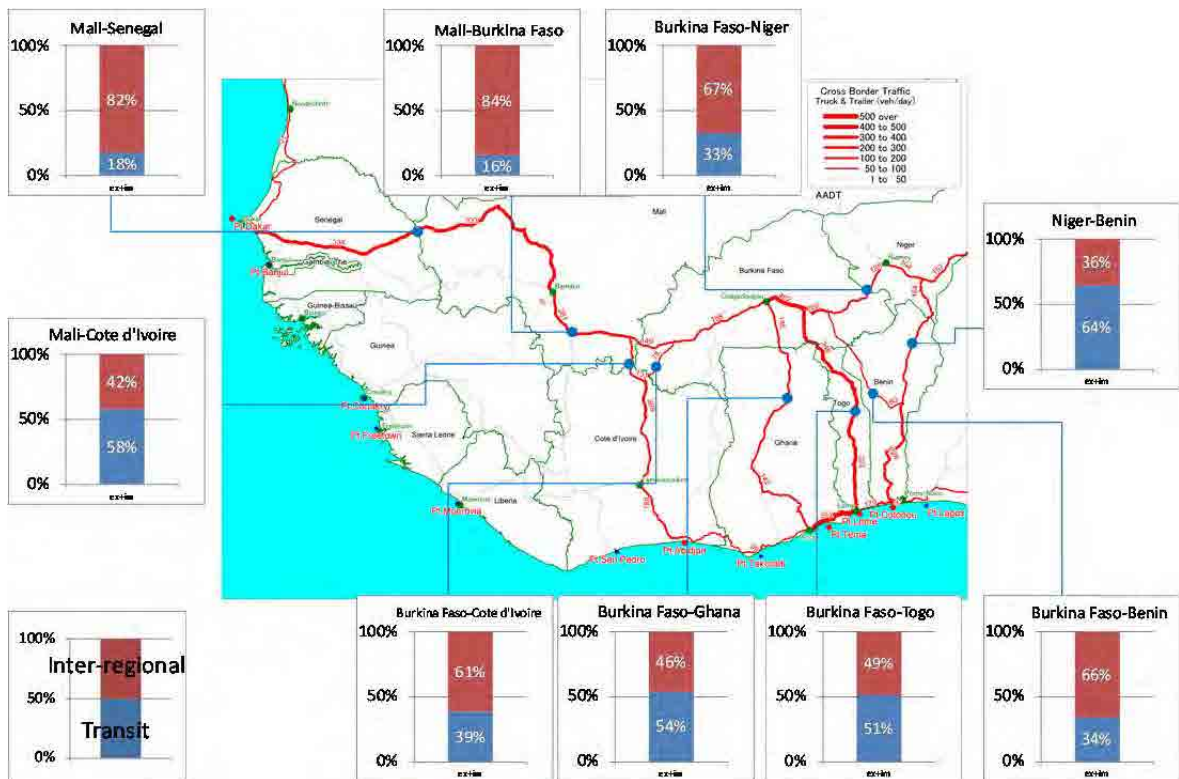 Mali-Senegal
100%
82%
50%
18%
0%
ex+im
Mali-Burkina Faso
100%
84%
50%
16%
0%
ex+im
Burkina Faso-Niger
100%
67%
50%
33%
0%
ex+im
Cross Border Traffic
Truck & Trailer (veh/day)
500 over
400 to 500
300 to 400
200 to 300
100 to 200
50 to 100
1 to 50
AADT
Niger-Benin
100%
36%
50%
64%
0%
ex+im
Mali-Cote d'Ivoire
100%
42%
50%
58%
0%
ex+im
Mali
Senegal
Pt.Dakar
Niger
Burkina Faso
Pt.Banjul
Guinea-Bissau
Bamako
Guinea
Benin
Togo
Pt.Conakry
Pt.Freetown
Sierra Leone
Cote d'Ivoire
Ghana
Liberia
Monrovia
Pt.Monrovia
Pt.San Pedro
Pt.Abidjan
Pt.Takoradi
Pt.Tema
Pt.Lome
Pt.Cotonou
Pt.Lagos
100%
Inter-regional
50%
Transit
0%
Burkina Faso-Cote d'Ivoire
100%
61%
50%
39%
0%
ex+im
Burkina Faso-Ghana
100%
46%
50%
54%
0%
ex+im
Burkina Faso-Togo
100%
49%
50%
51%
0%
ex+im
Burkina Faso-Benin
100%
66%
50%
34%
0%
ex+im